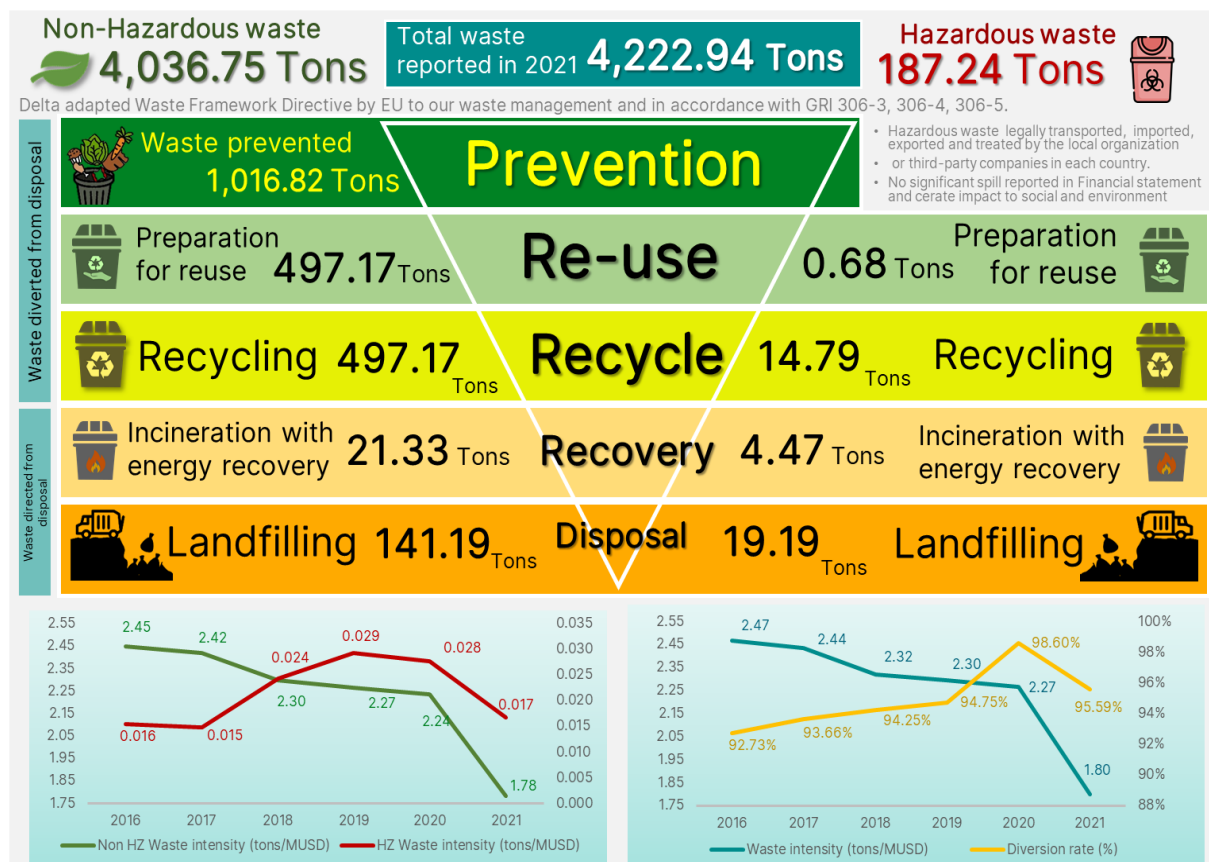 Non-Hazardous waste
4,036.75 Tons
Total waste
reported in 2021 4,222.94 Tons
Hazardous waste
187.24 Tons
Delta adapted Waste Framework Directive by EU to our waste management and in accordance with GRI 306-3, 306-4, 306-5.
• Hazardous waste legally transported, imported,
exported and treated by the local organization
• or third-party companies in each country.
• No significant spill reported in Financial statement
and cerate impact to social and environment
Waste diverted from disposal
Waste prevented
1,016.82 Tons
Prevention
Preparation
for reuse 497.17 Tons
Re-use
0.68 Tons
Preparation
for reuse
Recycling 497.17 Tons
Recycle
14.79 Tons
Recycling
Waste directed from
disposal
Incineration with
energy recovery 21.33 Tons
Recovery
4.47 Tons
Incineration with
energy recovery
Landfilling 141.19 Tons
Disposal
19.19 Tons
Landfilling
2.55
2.45
2.35
2.25
2.15
2.05
1.95
1.85
1.75
2.45
2.42
2.30
2.27
2.24
1.78
0.016
0.015
0.024
0.029
0.028
0.017
0.035
0.030
0.025
0.020
0.015
0.010
0.005
0.000
2016 2017 2018 2019 2020 2021
Non HZ Waste intensity (tons/MUSD) HZ Waste intensity (tons/MUSD)
2.55
2.45
2.35
2.25
2.15
2.05
1.95
1.85
1.75
2.47
2.44
2.32
2.30
2.27
1.80
92.73%
93.66%
94.25%
94.75%
98.60%
95.59%
100%
98%
96%
94%
92%
90%
88%
2016 2017 2018 2019 2020 2021
Waste intensity (tons/MUSD) Diversion rate (%)